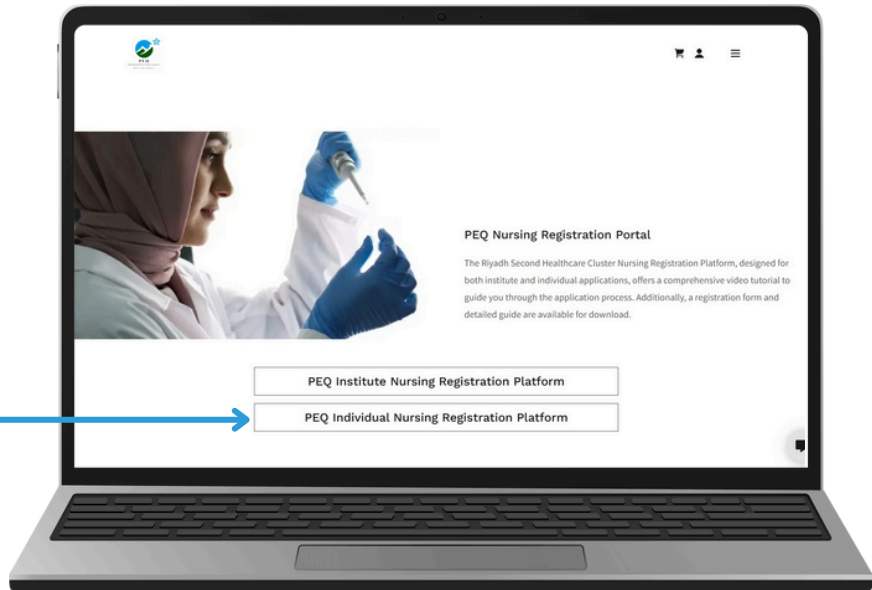 PEQ
PEQ Nursing Registration Portal
The Riyadh Second Healthcare Cluster Nursing Registration Platform, designed for
both institute and individual applications, offers a comprehensive video tutorial to
guide you through the application process. Additionally, a registration form and
detailed guide are available for download.
PEQ Institute Nursing Registration Platform
PEQ Individual Nursing Registration Platform